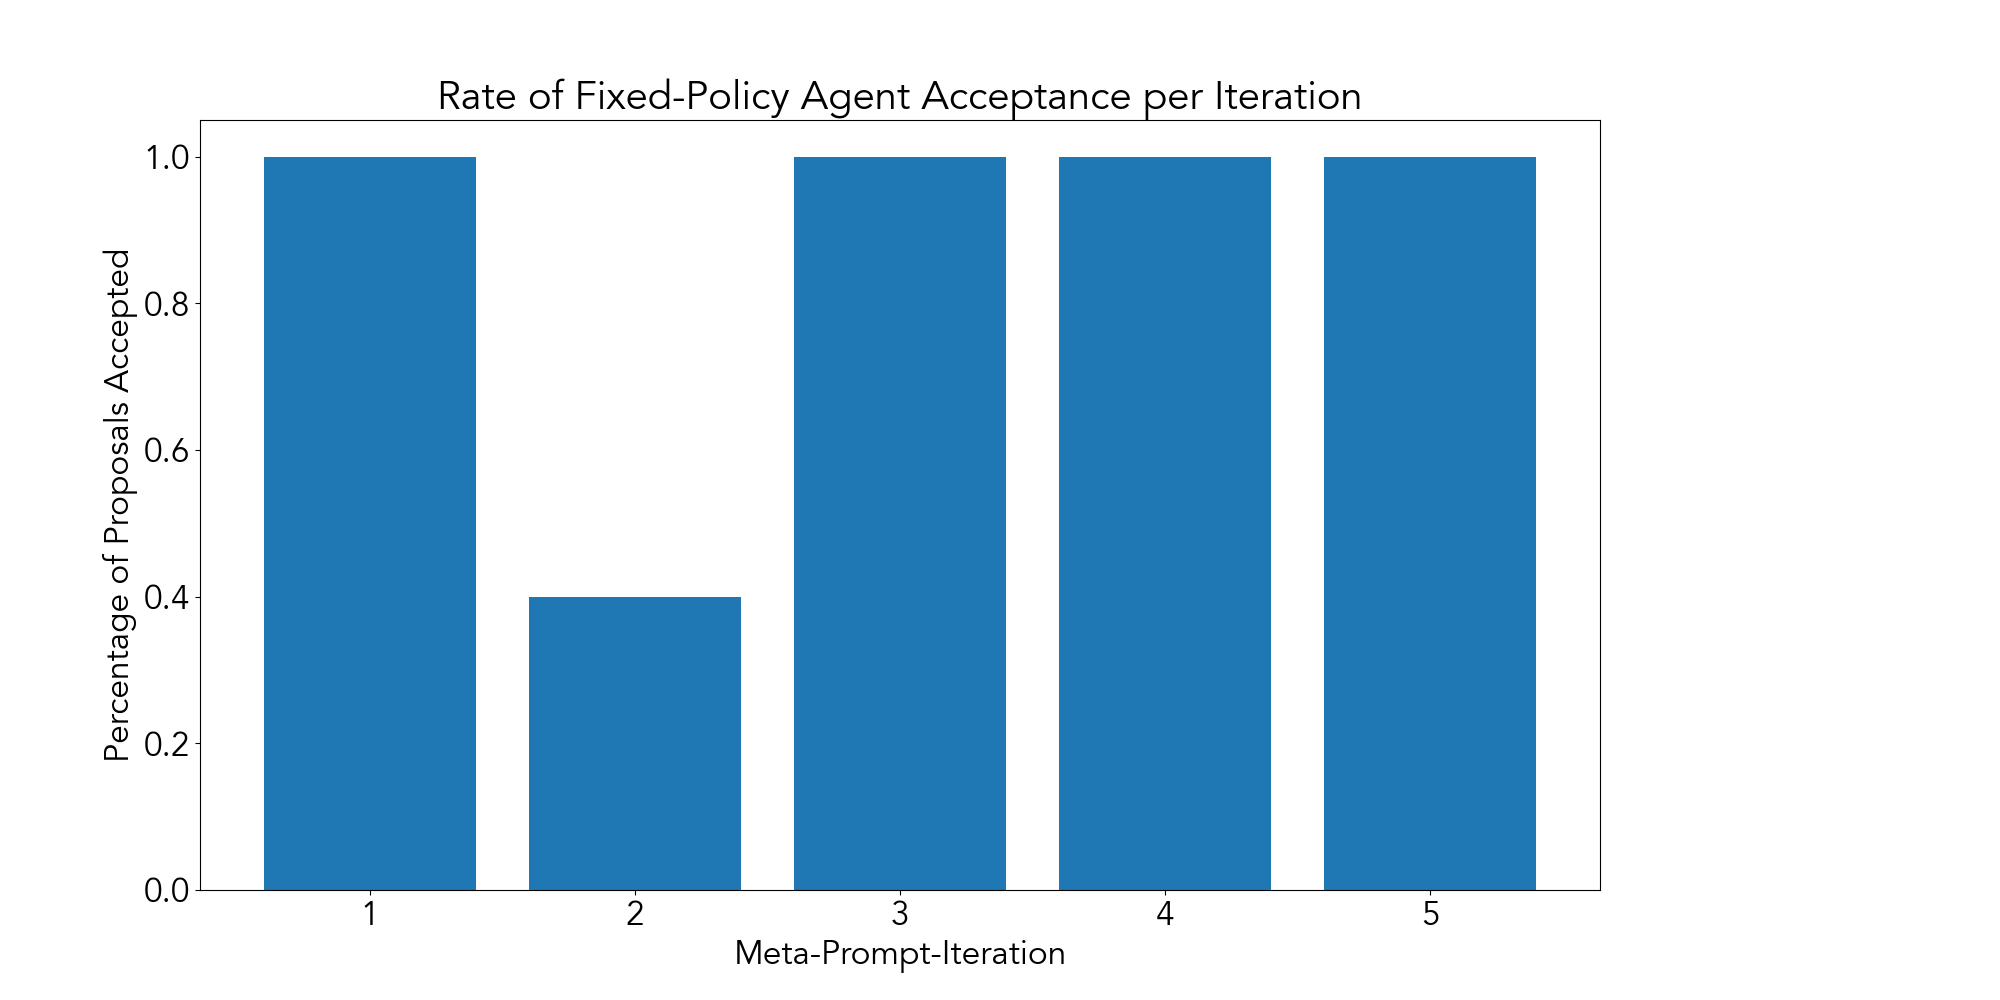 Rate of Fixed-Policy Agent Acceptance per Iteration
Percentage of Proposals Accepted
1.0
0.8
0.6
0.4
0.2
0.0
1 2 3 4 5
Meta-Prompt-Iteration